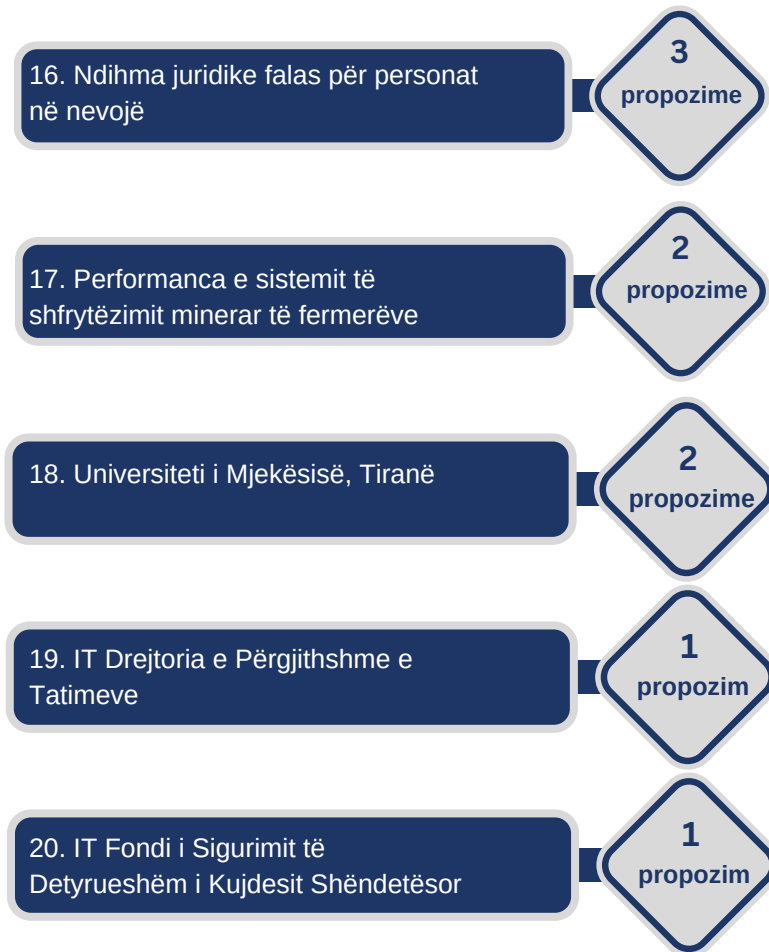 16. Ndihma juridike falas për personat
në nevojë
3
propozime
17. Performanca e sistemit të
shfrytëzimit minerar të fermerëve
2
propozime
18. Universiteti i Mjekësisë, Tiranë
2
propozime
19. IT Drejtoria e Përgjithshme e
Tatimeve
1
propozim
20. IT Fondi i Sigurimit të
Detyrueshëm i Kujdesit Shëndetësor
1
propozim